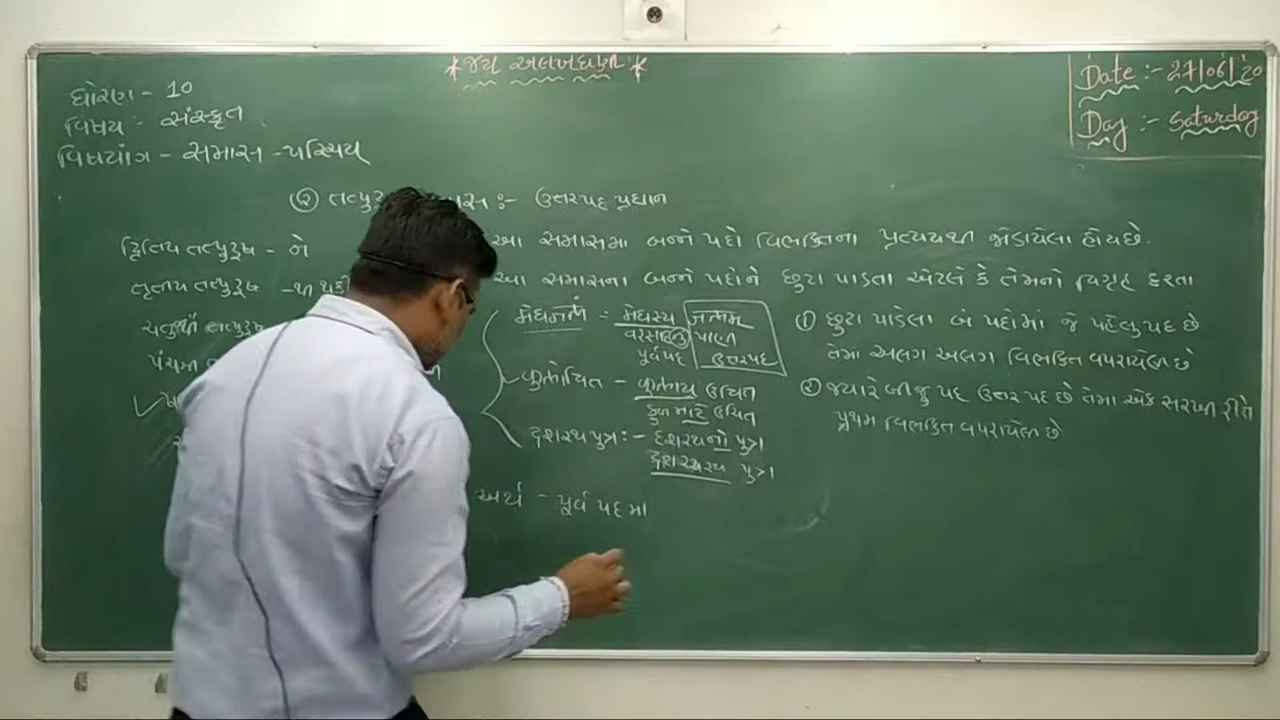 *જય અલખધણી*
Date :- 27/06/20
Day :- Saturday
ધોરણ - 10
વિષય : સંસ્કૃત
વિષયાંગ - સમાસ - પરિચય
② તત્પુરુ સ :- ઉત્તરપદ પ્રધાન
દ્વિતિય તત્પુરૂષ - ને
આ સમાસમા બન્ને પદો વિભક્તિના પ્રત્યયથી જોડાયેલા હોય છે.
તૃતીય તત્પુરૂષ - થી થકી
આ સમાસના બન્ને પદોને છુટા પાડતા એટલે કે તેમનો વિગ્રહ કરતા
ચતુર્થી તત્પુરૂષ
પંચમી
મેઘજલં = મેઘસ્ય જલમ્
વરસાદનુ પાણી
પૂર્વપદ ઉત્તરપદ
કુલોચિત - કુલાય ઉચિત
કુળ માટે ઉચિત
દશરથપુત્ર :- દશરથનો પુત્ર
દશરથસ્ય પુત્ર
અર્થ - પૂર્વ પદમા
① છુટા પાડેલા બે પદોમાં જે પહેલુ પદ છે
તેમા અલગ અલગ વિભક્તિ વપરાયેલ છે
② જ્યારે બીજુ પદ ઉત્તર પદ છે તેમા એક સરખી રીતે
પ્રથમ વિભક્તિ વપરાયેલ છે